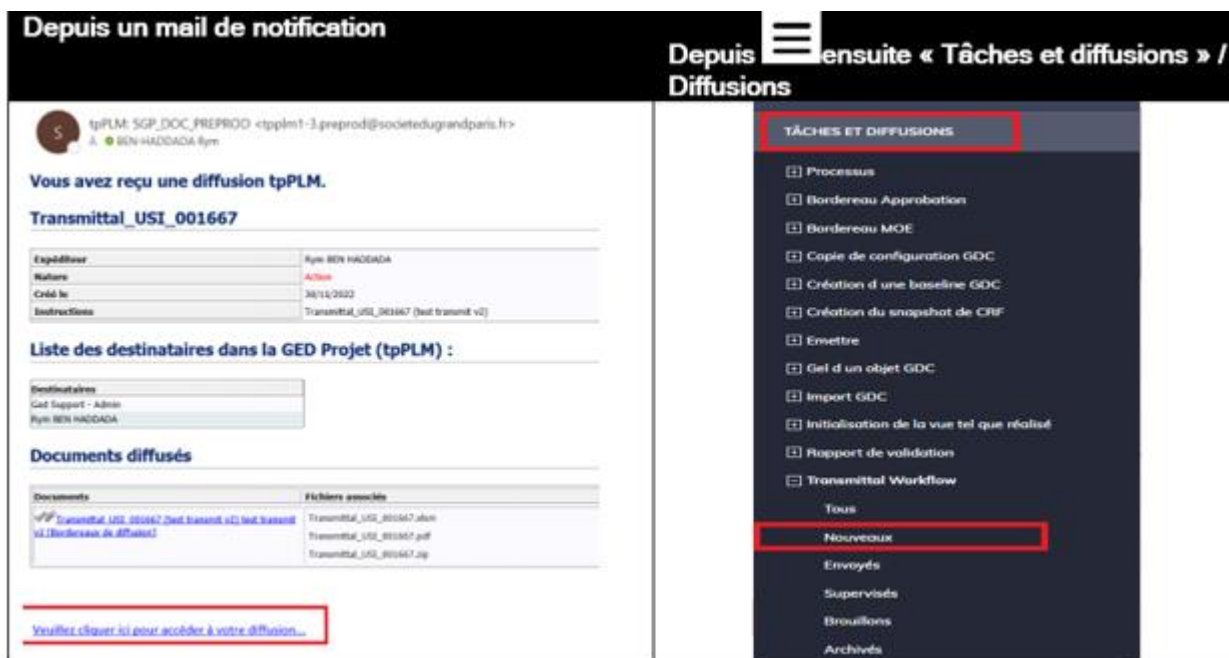 Depuis un mail de notification
S
tpPLM: SGP_DOC_PREPROD <tpplm1-3.preprod@societedugrandparis.fr>
BEN-HADDADA Rym
Vous avez reçu une diffusion tpPLM.
Transmittal_USI_001667
Expéditeur Rym BEN HADDADA
Nature Action
Créé le 30/11/2022
Instructions Transmittal_USI_001667 (test transmit v2)
Liste des destinataires dans la GED Projet (tpPLM) :
Destinataires
Ged Support - Admin
Rym BEN HADDADA
Documents diffusés
Documents Fichiers associés
Transmittal_USI_001667 (test transmit v2) test transmit
v2 [Bordereaux de diffusion]
Transmittal_USI_001667.xlsm
Transmittal_USI_001667.pdf
Transmittal_USI_001667.zip
Veuillez cliquer ici pour accéder à votre diffusion...
Depuis ensuite « Tâches et diffusions » /
Diffusions
TÂCHES ET DIFFUSIONS
Processus
Bordereau Approbation
Bordereau MOE
Copie de configuration GDC
Création d une baseline GDC
Création du snapshot de CRF
Emettre
Gel d un objet GDC
Import GDC
Initialisation de la vue tel que réalisé
Rapport de validation
Transmittal Workflow
Tous
Nouveaux
Envoyés
Supervisés
Brouillons
Archivés